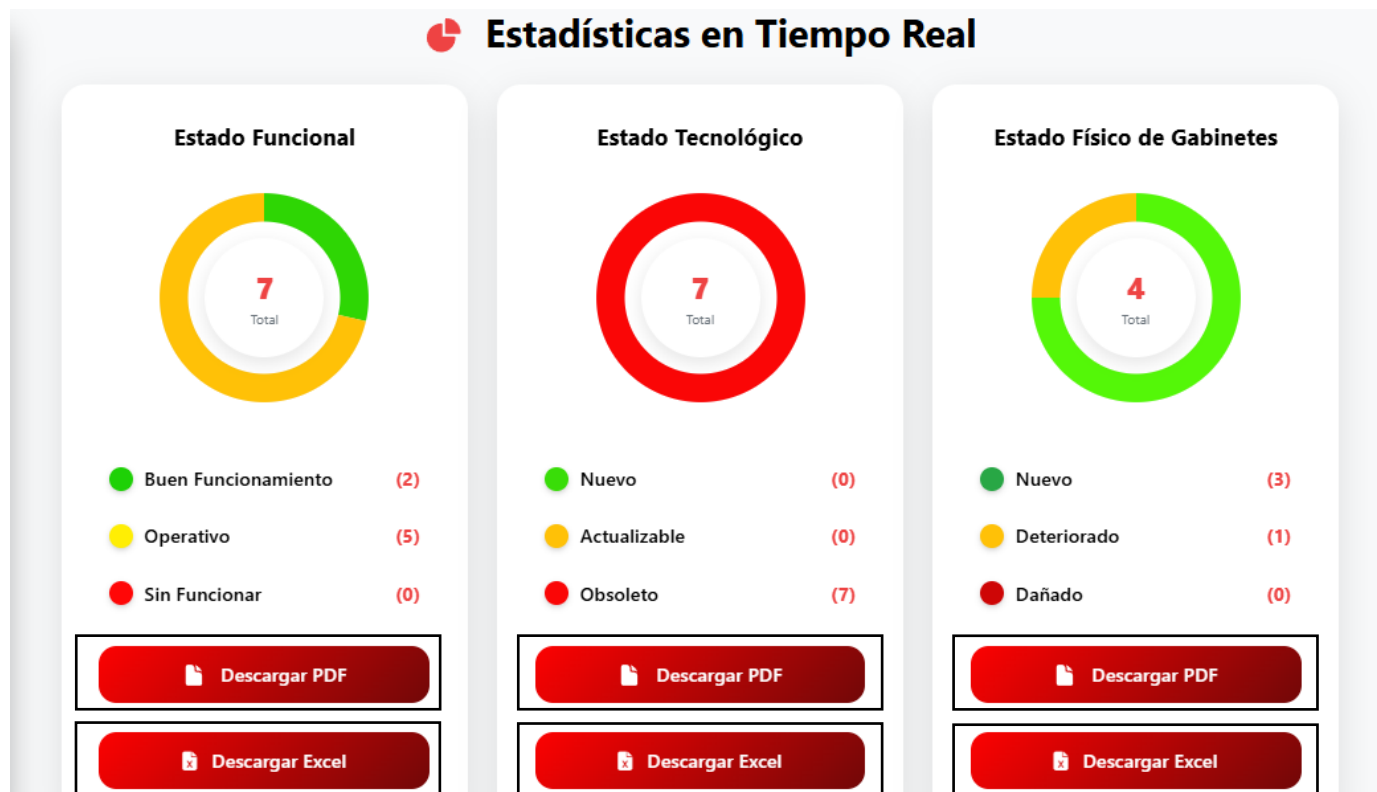 Estadísticas en Tiempo Real
Estado Funcional
7
Total
Buen Funcionamiento (2)
Operativo (5)
Sin Funcionar (0)
Descargar PDF
Descargar Excel
Estado Tecnológico
7
Total
Nuevo (0)
Actualizable (0)
Obsoleto (7)
Descargar PDF
Descargar Excel
Estado Físico de Gabinetes
4
Total
Nuevo (3)
Deteriorado (1)
Dañado (0)
Descargar PDF
Descargar Excel